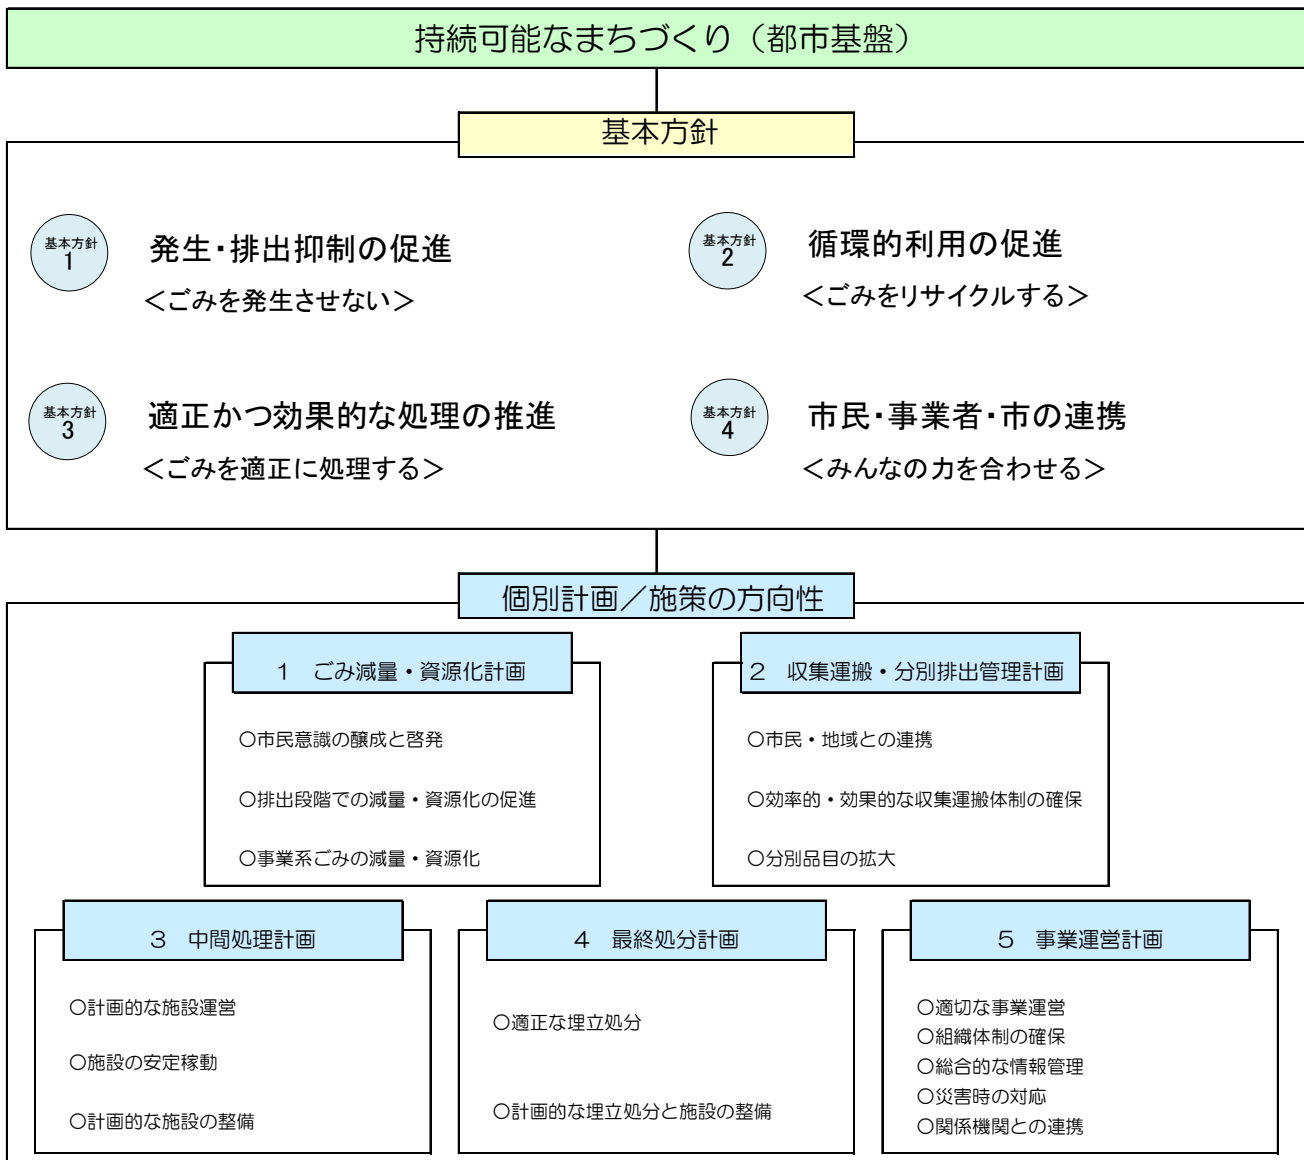 持続可能なまちづくり（都市基盤）
基本方針
基本方針
1
発生・排出抑制の促進
＜ごみを発生させない＞
基本方針
2
循環的利用の促進
＜ごみをリサイクルする＞
基本方針
3
適正かつ効果的な処理の推進
＜ごみを適正に処理する＞
基本方針
4
市民・事業者・市の連携
＜みんなの力を合わせる＞
個別計画／施策の方向性
１　ごみ減量・資源化計画
○市民意識の醸成と啓発
○排出段階での減量・資源化の促進
○事業系ごみの減量・資源化
２　収集運搬・分別排出管理計画
○市民・地域との連携
○効率的・効果的な収集運搬体制の確保
○分別品目の拡大
３　中間処理計画
○計画的な施設運営
○施設の安定稼動
○計画的な施設の整備
４　最終処分計画
○適正な埋立処分
○計画的な埋立処分と施設の整備
５　事業運営計画
○適切な事業運営
○組織体制の確保
○総合的な情報管理
○災害時の対応
○関係機関との連携